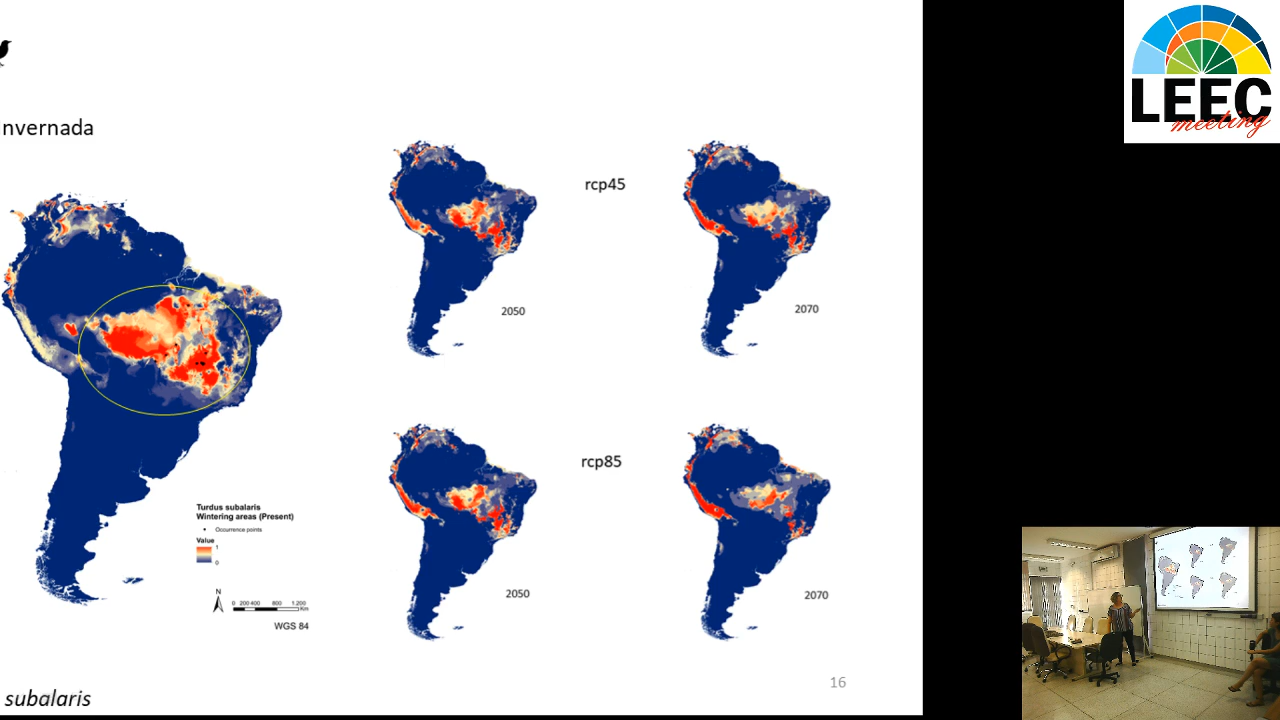 LEEC
meeting
nvernada
rcp45
2050
2070
rcp85
2050
2070
Turdus subalaris
Wintering areas (Present)
Occurrence points
Value
1
0
N
0 200 400 800 1.200
Km
WGS 84
16
subalaris